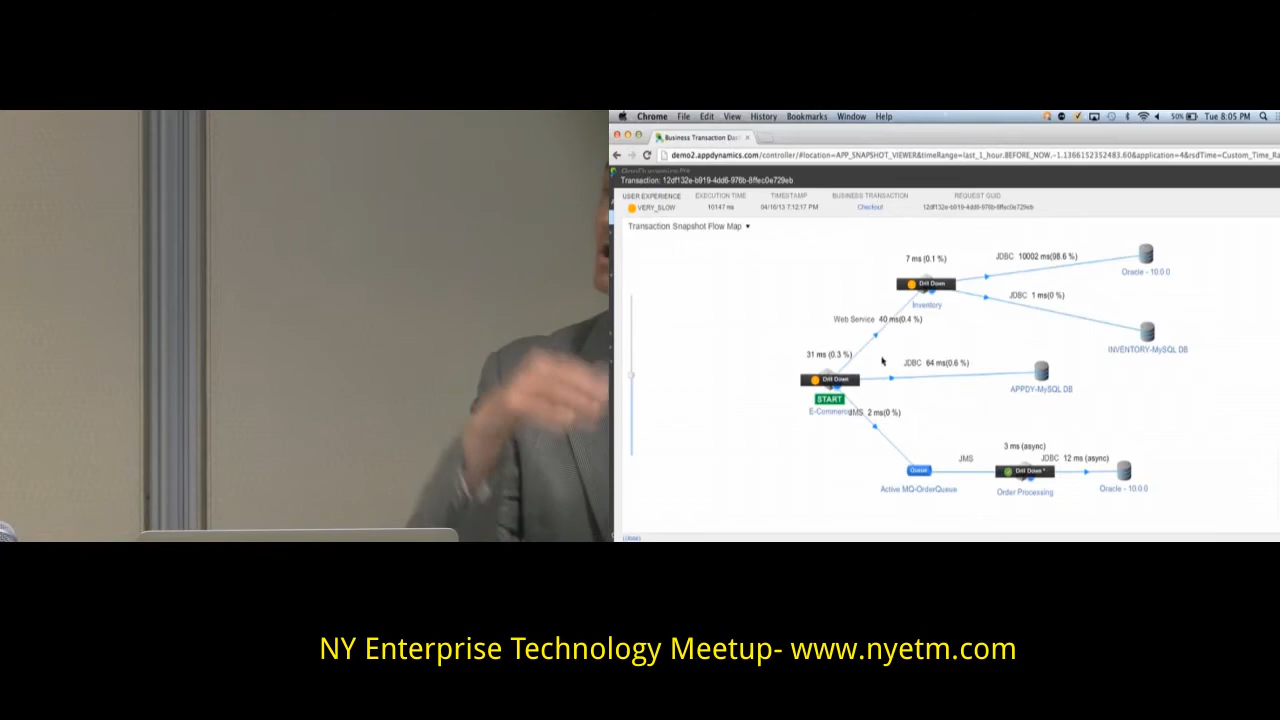 Chrome File Edit View History Bookmarks Window Help 50% Tue 8:05 PM
Business Transaction Das
demo2.appdynamics.com/controller/#location=APP_SNAPSHOT_VIEWER&timeRange=last_1_hour.BEFORE_NOW.-1.1366152352483.60&application=4&rsdTime=Custom_Time_Ra
Transaction: 12df132e-b919-4dd6-976b-8ffec0e729eb
USER EXPERIENCE EXECUTION TIME TIMESTAMP BUSINESS TRANSACTION REQUEST GUID
VERY_SLOW 10147 ms 04/16/13 7:12:17 PM Checkout 12df132e-b919-4dd6-976b-8ffec0e729eb
Transaction Snapshot Flow Map
7 ms (0.1 %)
JDBC 10002 ms(98.6 %)
Oracle - 10.0.0
Drill Down
Inventory
JDBC 1 ms(0 %)
Web Service 40 ms(0.4 %)
INVENTORY-MySQL DB
31 ms (0.3 %)
JDBC 64 ms(0.6 %)
Drill Down
APPDY-MySQL DB
START
E-Commerc
JMS 2 ms(0 %)
3 ms (async)
JMS
JDBC 12 ms (async)
Queue
Drill Down *
Active MQ-OrderQueue
Order Processing
Oracle - 10.0.0
NY Enterprise Technology Meetup- www.nyetm.com